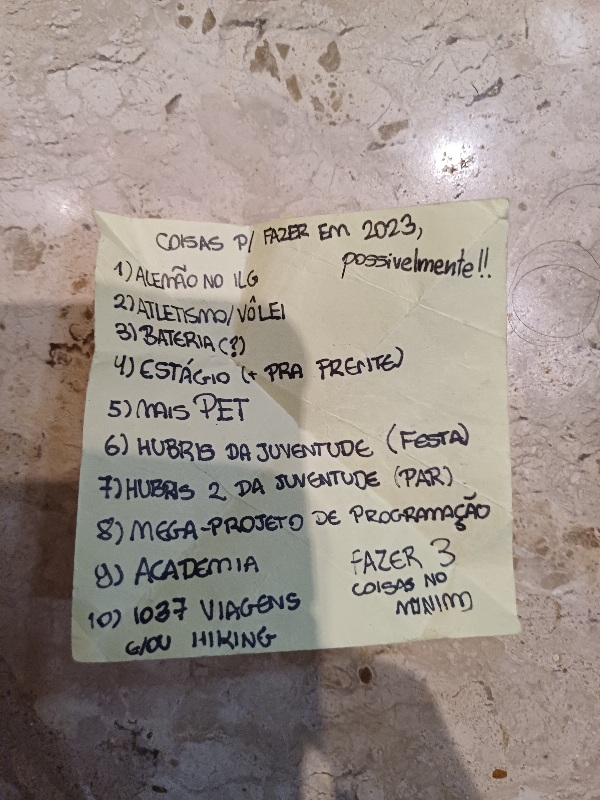 COISAS P/ FAZER EM 2023,
possivelmente!!
1) ALEMÃO NO ILG
2) ATLETISMO/VÔLEI
3) BATERIA (?)
4) ESTÁGIO (+ PRA FRENTE)
5) MAIS PET
6) HUBRIS DA JUVENTUDE (FESTA)
7) HUBRIS 2 DA JUVENTUDE (PAR)
8) MEGA-PROJETO DE PROGRAMAÇÃO
9) ACADEMIA
10) 1037 VIAGENS
E/OU HIKING
FAZER 3
COISAS NO
MÍNIMO